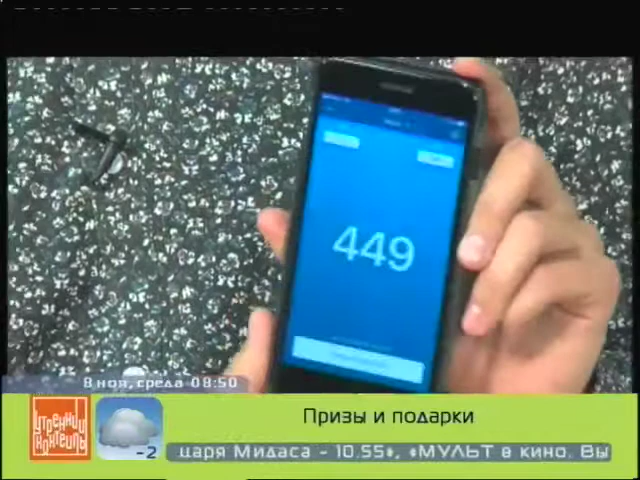 449
8 ноя, среда 08:50
Утренний
коктейль
-2
Призы и подарки
царя Мидаса - 10.55», «МУЛЬТ в кино. Вы